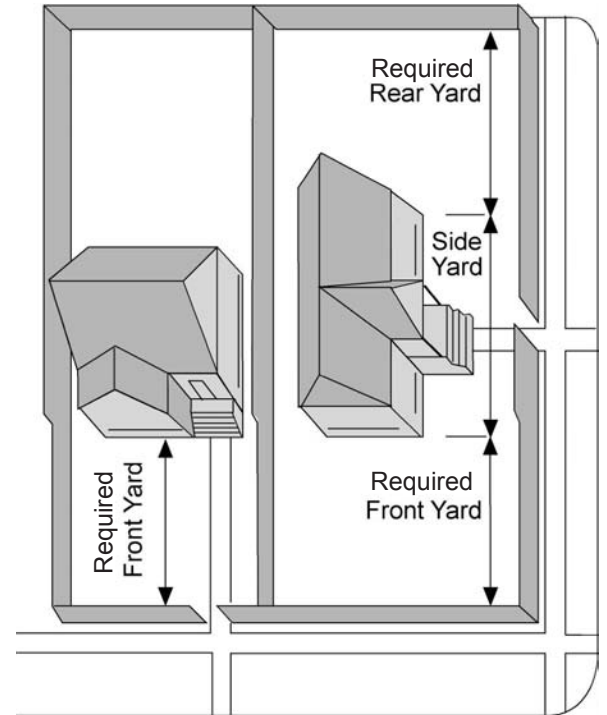 Required
Rear Yard
Side
Yard
Required
Front Yard
Required
Front Yard